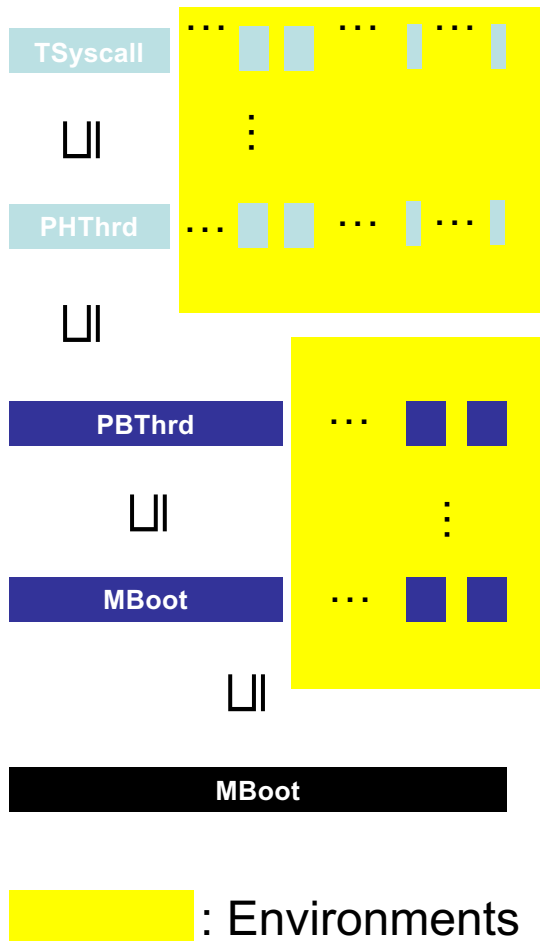 TSyscall ... ... ...
⊔|
⋮
PHThrd ... ... ...
⊔|
PBThrd ...
⊔|
⋮
MBoot ...
⊔|
MBoot
: Environments